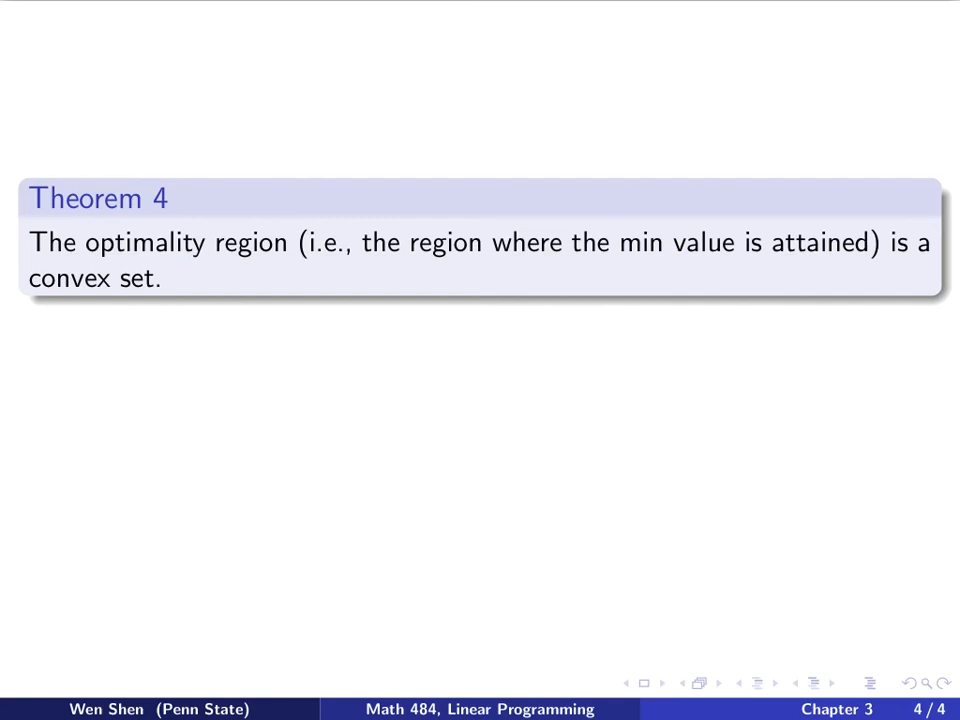 Theorem 4
The optimality region (i.e., the region where the min value is attained) is a
convex set.
Wen Shen (Penn State) Math 484, Linear Programming Chapter 3 4 / 4